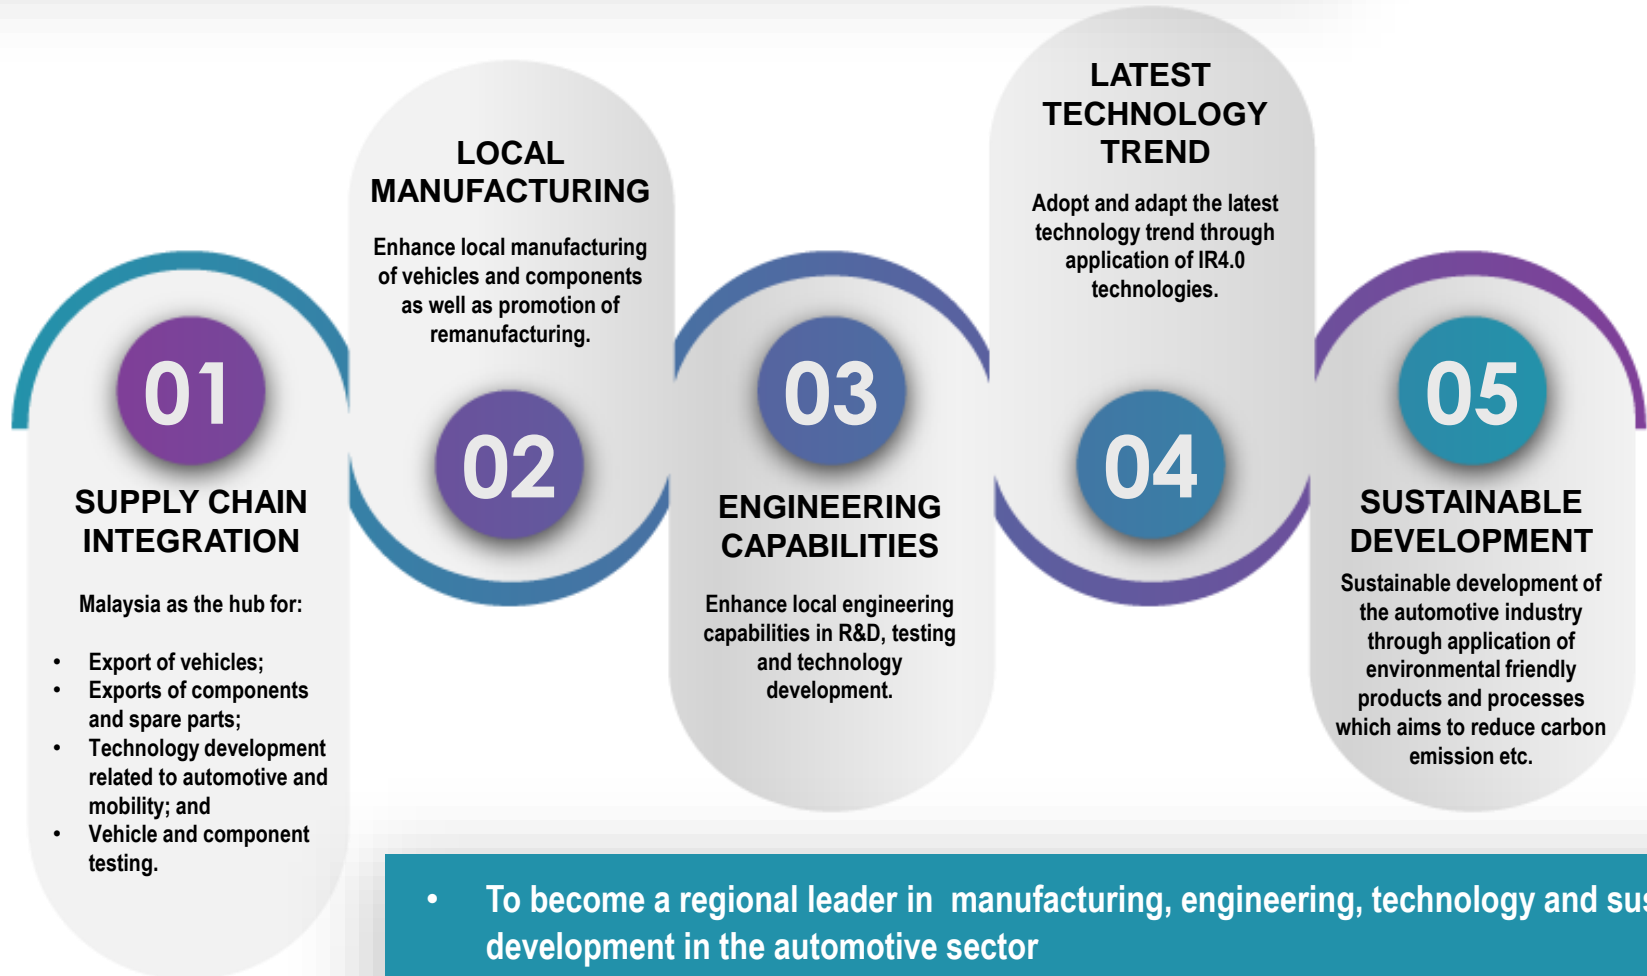 01
SUPPLY CHAIN
INTEGRATION
Malaysia as the hub for:
• Export of vehicles;
• Exports of components
and spare parts;
• Technology development
related to automotive and
mobility; and
• Vehicle and component
testing.
LOCAL
MANUFACTURING
Enhance local manufacturing
of vehicles and components
as well as promotion of
remanufacturing.
02
03
ENGINEERING
CAPABILITIES
Enhance local engineering
capabilities in R&D, testing
and technology
development.
LATEST
TECHNOLOGY
TREND
Adopt and adapt the latest
technology trend through
application of IR4.0
technologies.
04
05
SUSTAINABLE
DEVELOPMENT
Sustainable development of
the automotive industry
through application of
environmental friendly
products and processes
which aims to reduce carbon
emission etc.
• To become a regional leader in manufacturing, engineering, technology and
development in the automotive sector